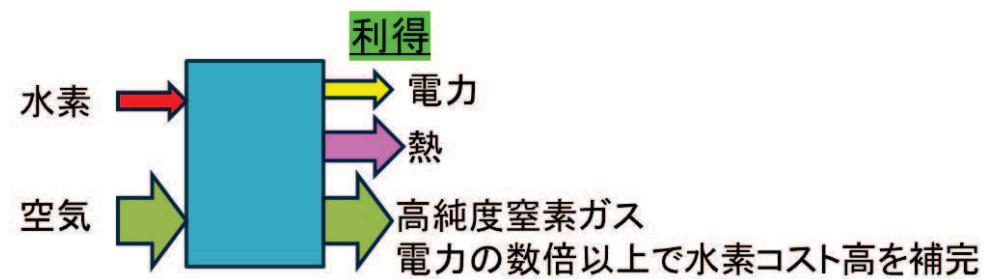 利得
水素
電力
熱
空気
高純度窒素ガス
電力の数倍以上で水素コスト高を補完